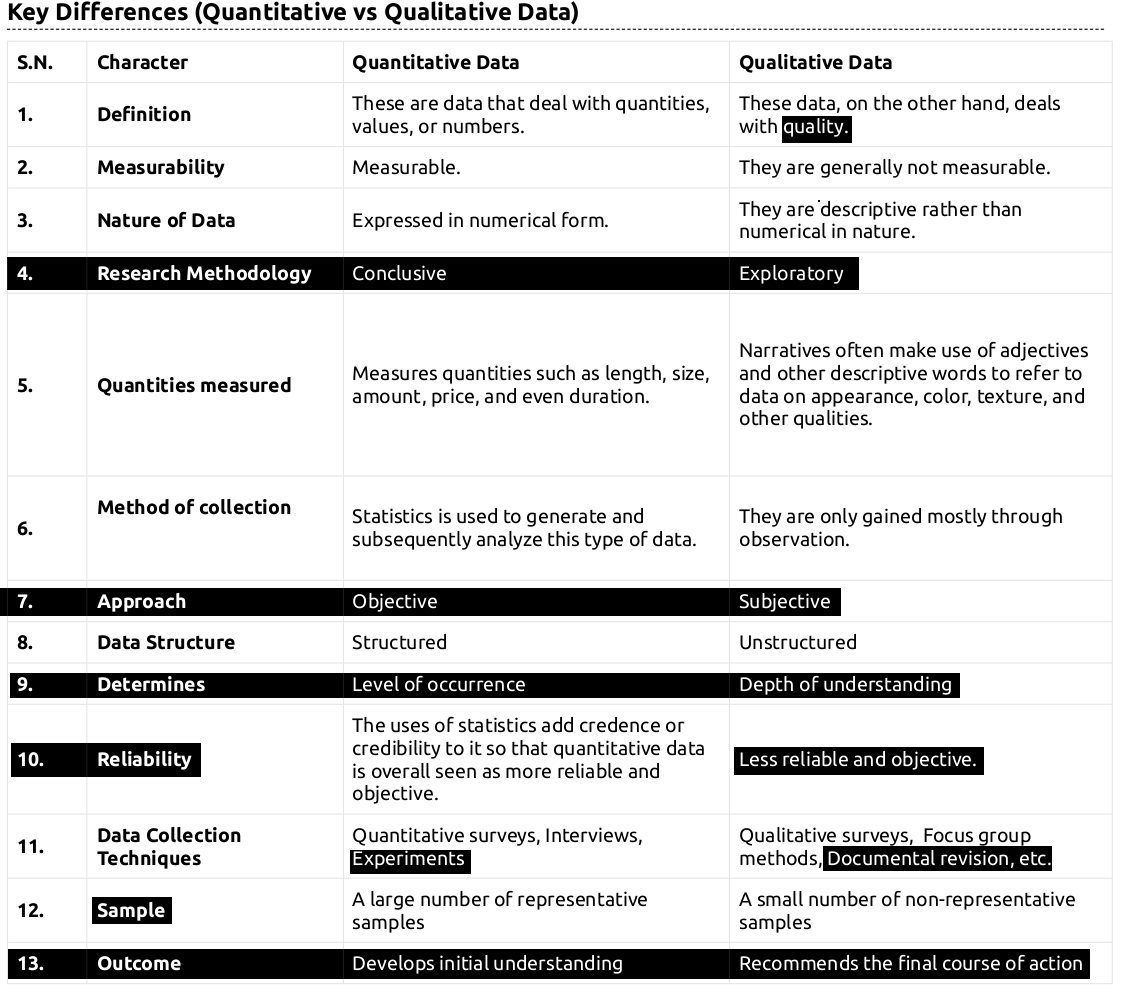 Key Differences (Quantitative vs Qualitative Data)
S.N. Character Quantitative Data Qualitative Data
1. Definition These are data that deal with quantities, These data, on the other hand, deals
values, or numbers. with quality.
2. Measurability Measurable. They are generally not measurable.
3. Nature of Data Expressed in numerical form. They are descriptive rather than
numerical in nature.
4. Research Methodology Conclusive Exploratory
5. Quantities measured Measures quantities such as length, size,
amount, price, and even duration.
Narratives often make use of adjectives
and other descriptive words to refer to
data on appearance, color, texture, and
other qualities.
6. Method of collection Statistics is used to generate and
subsequently analyze this type of data.
They are only gained mostly through
observation.
7. Approach Objective Subjective
8. Data Structure Structured Unstructured
9. Determines Level of occurrence Depth of understanding
10. Reliability The uses of statistics add credence or
credibility to it so that quantitative data
is overall seen as more reliable and
objective.
Less reliable and objective.
11. Data Collection
Techniques
Quantitative surveys, Interviews,
Experiments
Qualitative surveys, Focus group
methods, Documental revision, etc.
12. Sample A large number of representative
samples
A small number of non-representative
samples
13. Outcome Develops initial understanding Recommends the final course of action